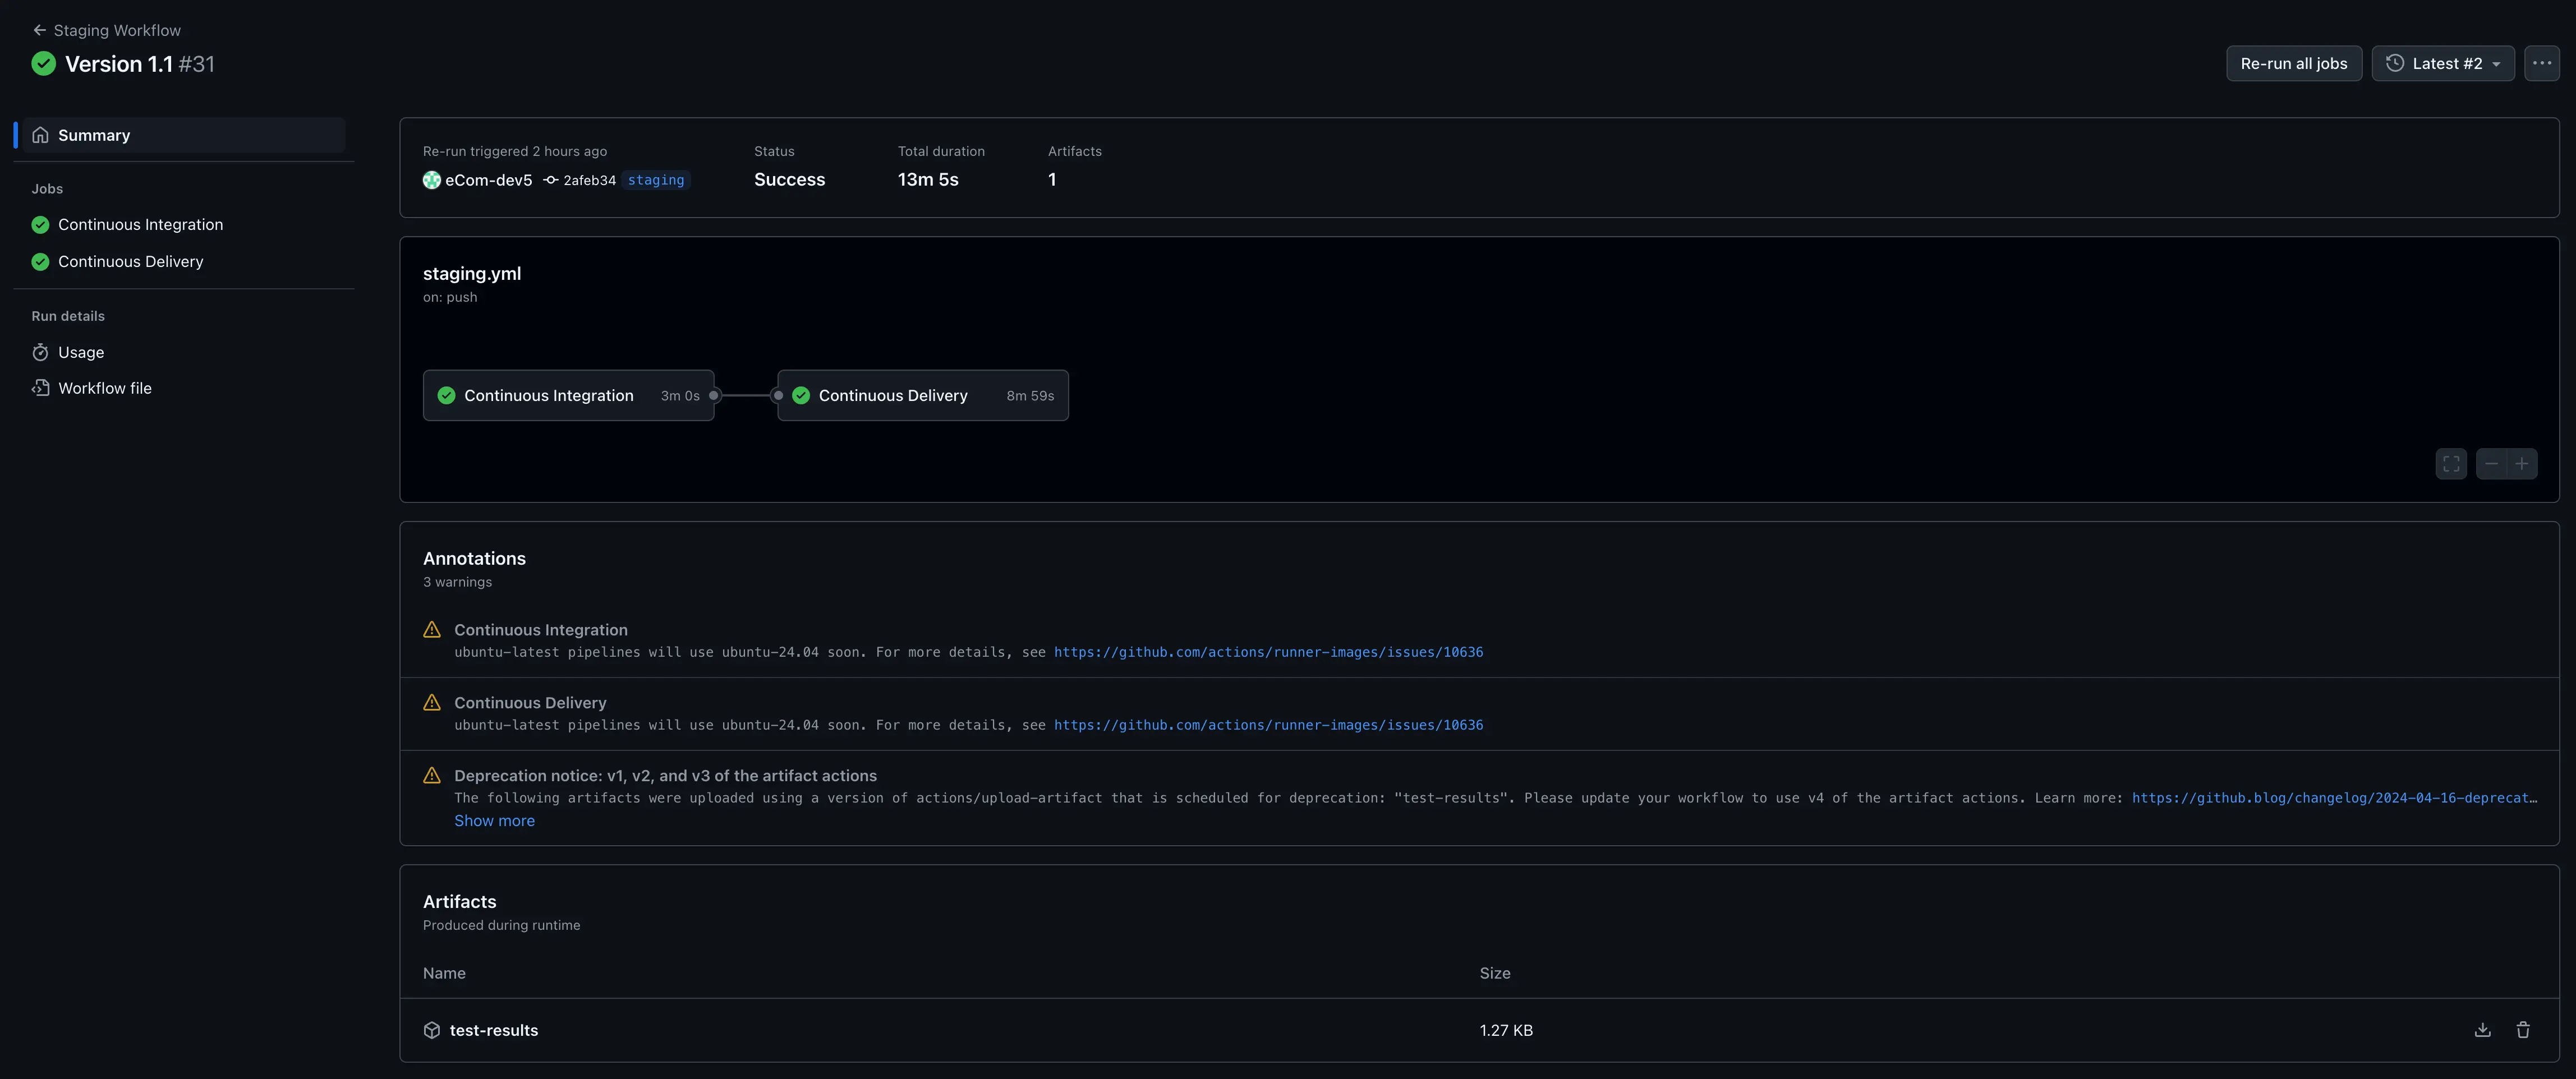 Staging Workflow
Version 1.1 #31
Re-run all jobs
Latest #2
Summary
Jobs
Continuous Integration
Continuous Delivery
Run details
Usage
Workflow file
Re-run triggered 2 hours ago
eCom-dev5 2afeb34 staging
Status
Success
Total duration
13m 5s
Artifacts
1
staging.yml
on: push
Continuous Integration 3m 0s
Continuous Delivery 8m 59s
Annotations
3 warnings
Continuous Integration
ubuntu-latest pipelines will use ubuntu-24.04 soon. For more details, see https://github.com/actions/runner-images/issues/10636
Continuous Delivery
ubuntu-latest pipelines will use ubuntu-24.04 soon. For more details, see https://github.com/actions/runner-images/issues/10636
Deprecation notice: v1, v2, and v3 of the artifact actions
The following artifacts were uploaded using a version of actions/upload-artifact that is scheduled for deprecation: "test-results". Please update your workflow to use v4 of the artifact actions. Learn more: https://github.blog/changelog/2024-04-16-deprecat…
Show more
Artifacts
Produced during runtime
Name Size
test-results 1.27 KB